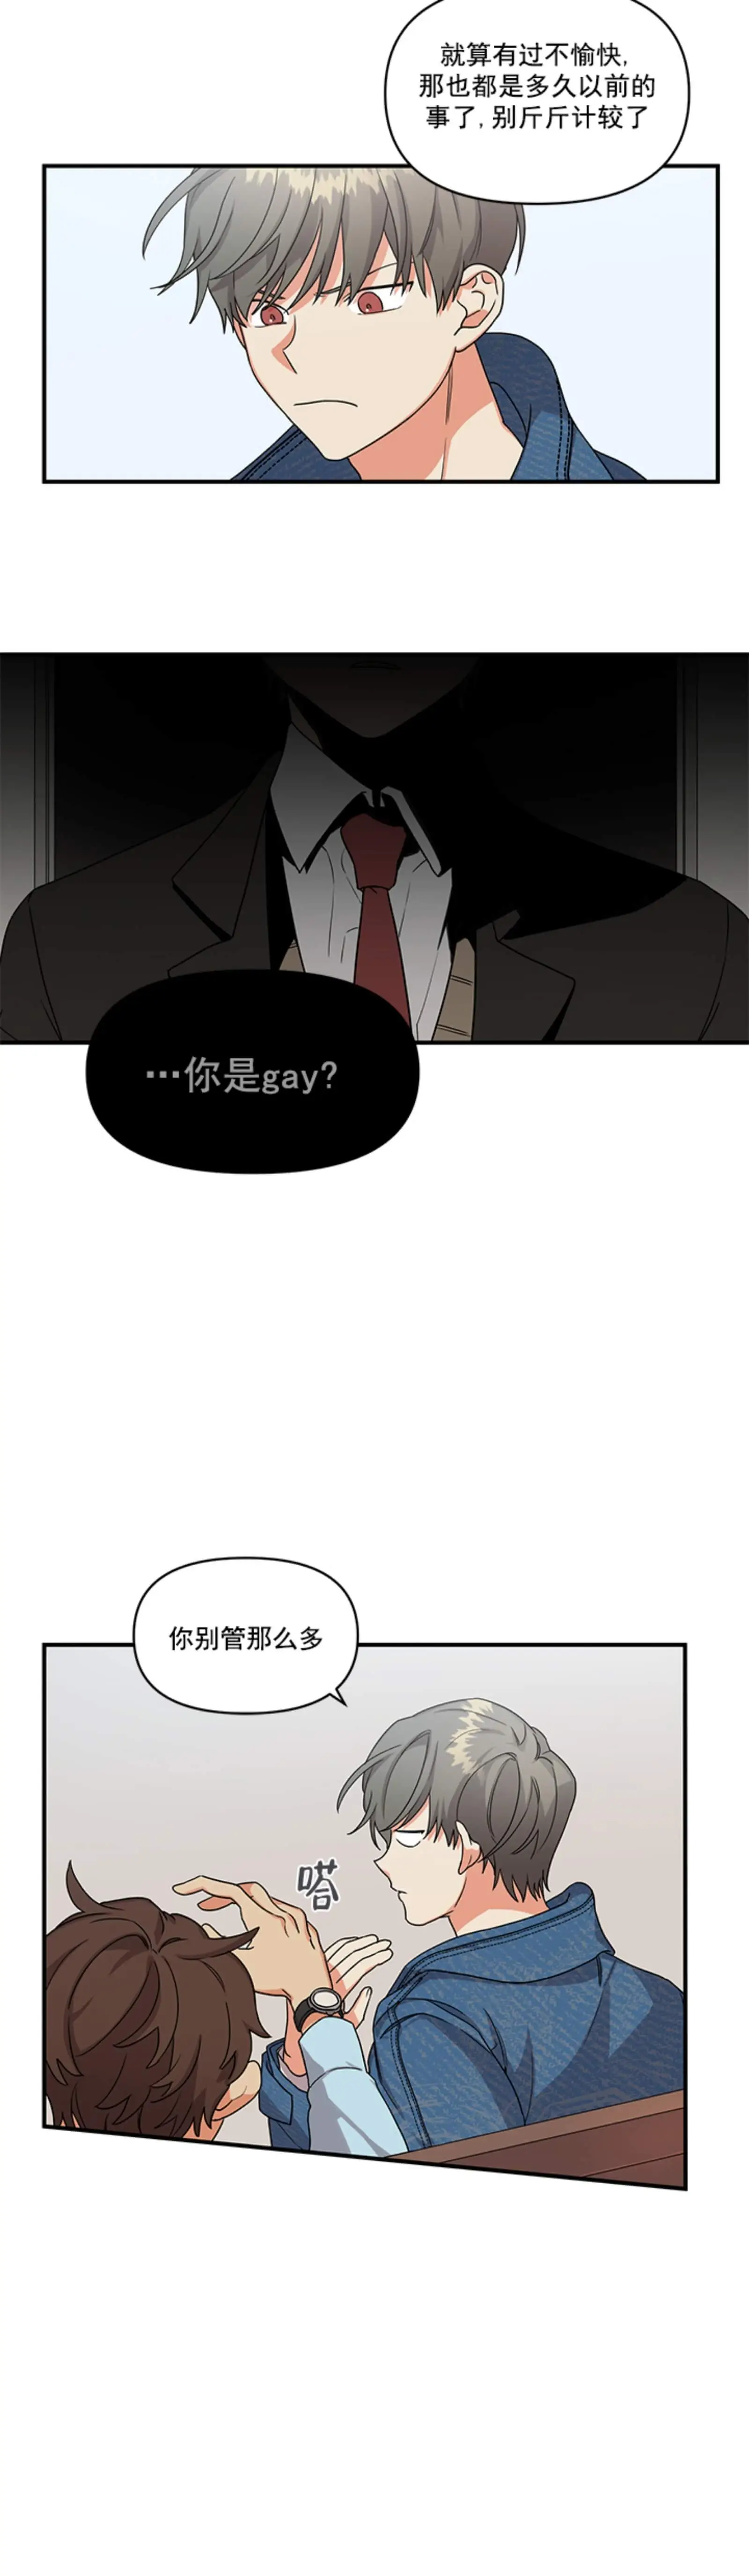 就算有过不愉快,
那也都是多久以前的
事了,别斤斤计较了
…你是gay?
你别管那么多
嗒